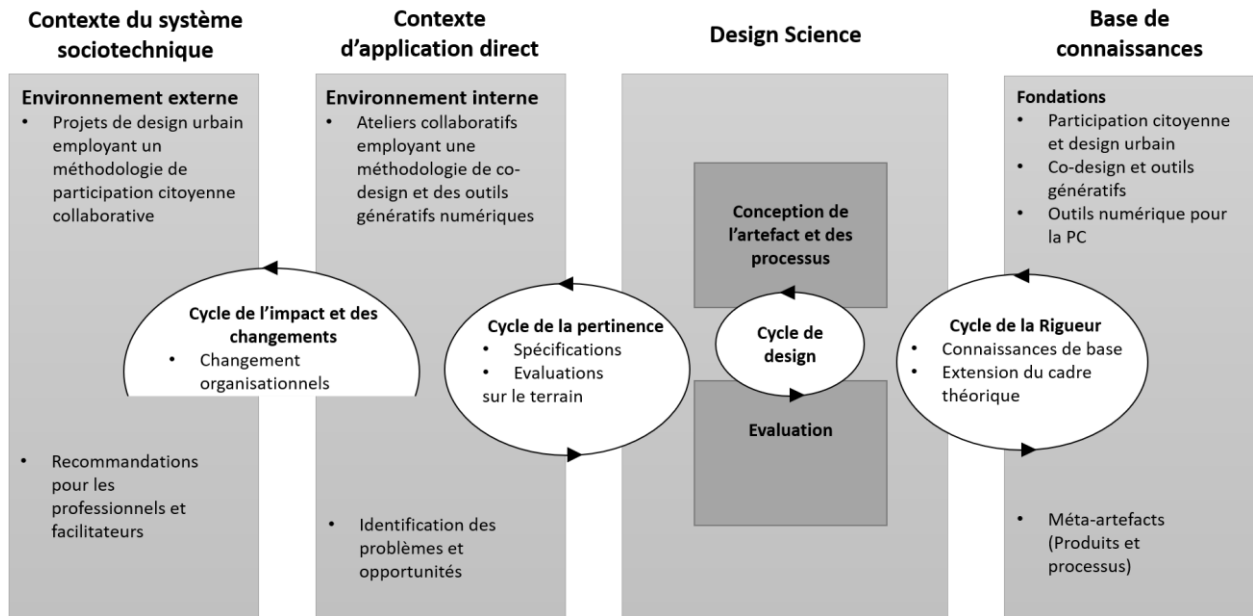 Contexte du système
sociotechnique
Contexte
d'application direct
Design Science
Base de
connaissances
Environnement externe
• Projets de design urbain
employant un
méthodologie de
participation citoyenne
collaborative
Environnement interne
• Ateliers collaboratifs
employant une
méthodologie de co-
design et des outils
génératifs numériques
Conception de
l'artefact et des
processus
Fondations
• Participation citoyenne
et design urbain
• Co-design et outils
génératifs
• Outils numérique pour
la PC
Cycle de l'impact et des
changements
• Changement
organisationnels
Cycle de la pertinence
• Spécifications
• Evaluations
sur le terrain
Cycle de
design
Cycle de la Rigueur
• Connaissances de base
• Extension du cadre
théorique
Evaluation
• Recommandations
pour les
professionnels et
facilitateurs
• Identification des
problèmes et
opportunités
• Méta-artefacts
(Produits et
processus)